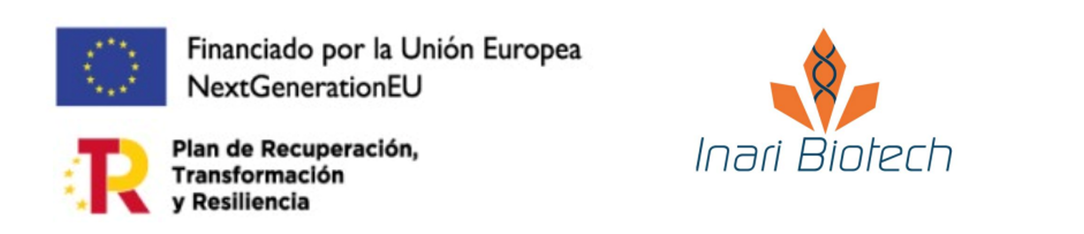 Financiado por la Unión Europea
NextGenerationEU
Plan de Recuperación,
Transformación
y Resiliencia
Inari Biotech